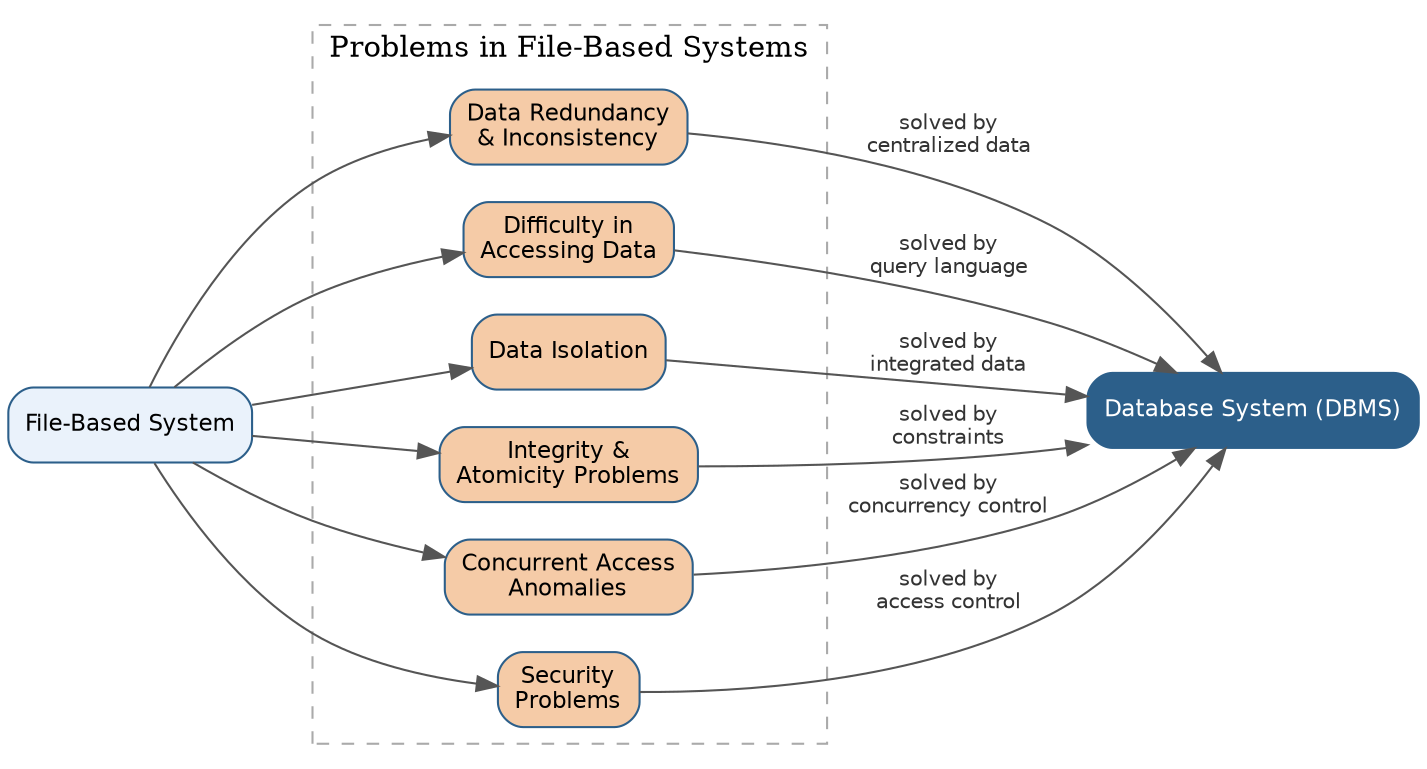 Problems in File-Based Systems
File-Based System
Data Redundancy
& Inconsistency
Difficulty in
Accessing Data
Data Isolation
Integrity &
Atomicity Problems
Concurrent Access
Anomalies
Security
Problems
solved by
centralized data
solved by
query language
solved by
integrated data
solved by
constraints
solved by
concurrency control
solved by
access control
Database System (DBMS)